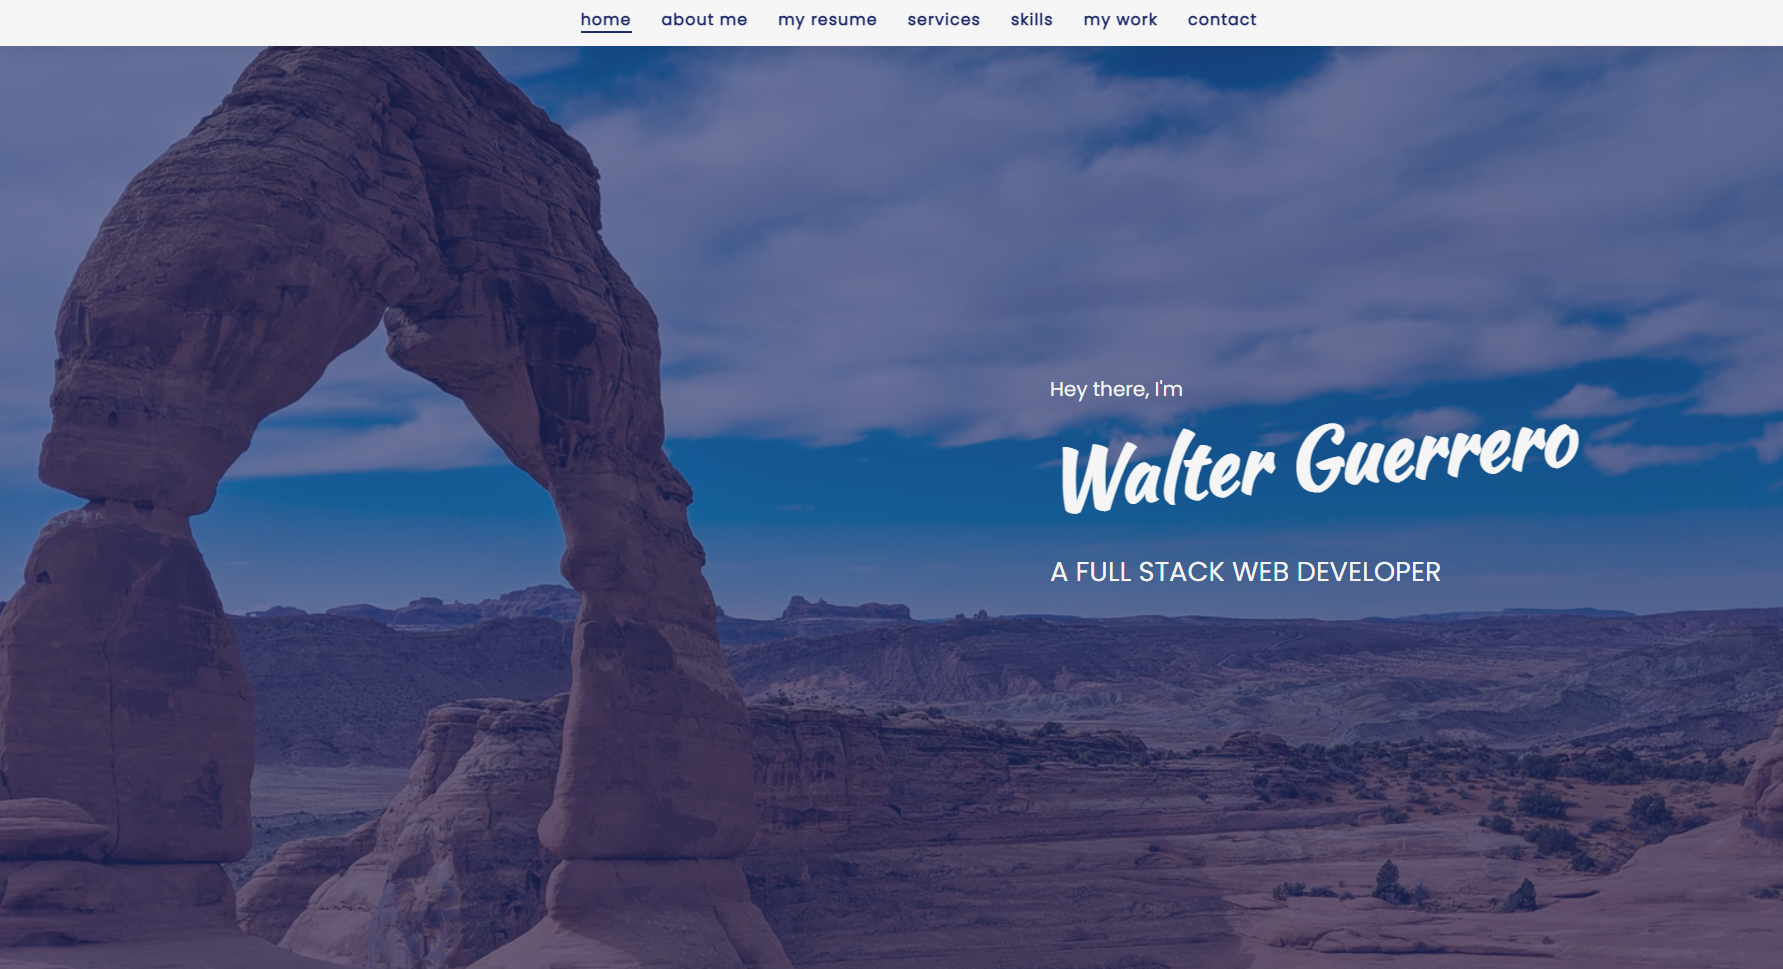 home about me my resume services skills my work contact
Hey there, I'm
Walter Guerrero
A FULL STACK WEB DEVELOPER